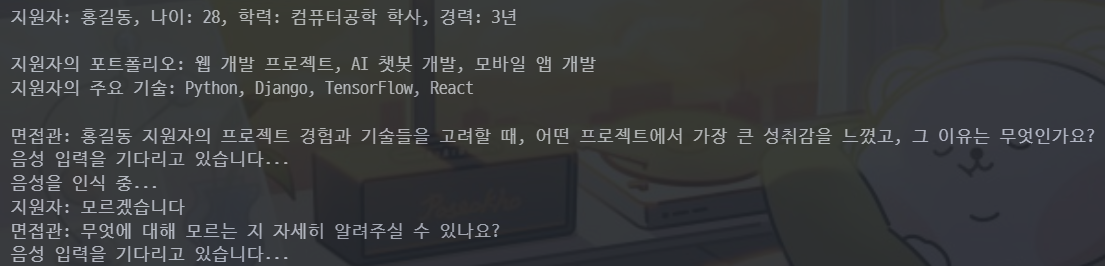 지원자: 홍길동, 나이: 28, 학력: 컴퓨터공학 학사, 경력: 3년
지원자의 포트폴리오: 웹 개발 프로젝트, AI 챗봇 개발, 모바일 앱 개발
지원자의 주요 기술: Python, Django, TensorFlow, React
면접관: 홍길동 지원자의 프로젝트 경험과 기술들을 고려할 때, 어떤 프로젝트에서 가장 큰 성취감을 느꼈고, 그 이유는 무엇인가요?
음성 입력을 기다리고 있습니다...
음성을 인식 중...
지원자: 모르겠습니다
면접관: 무엇에 대해 모르는 지 자세히 알려주실 수 있나요?
음성 입력을 기다리고 있습니다...